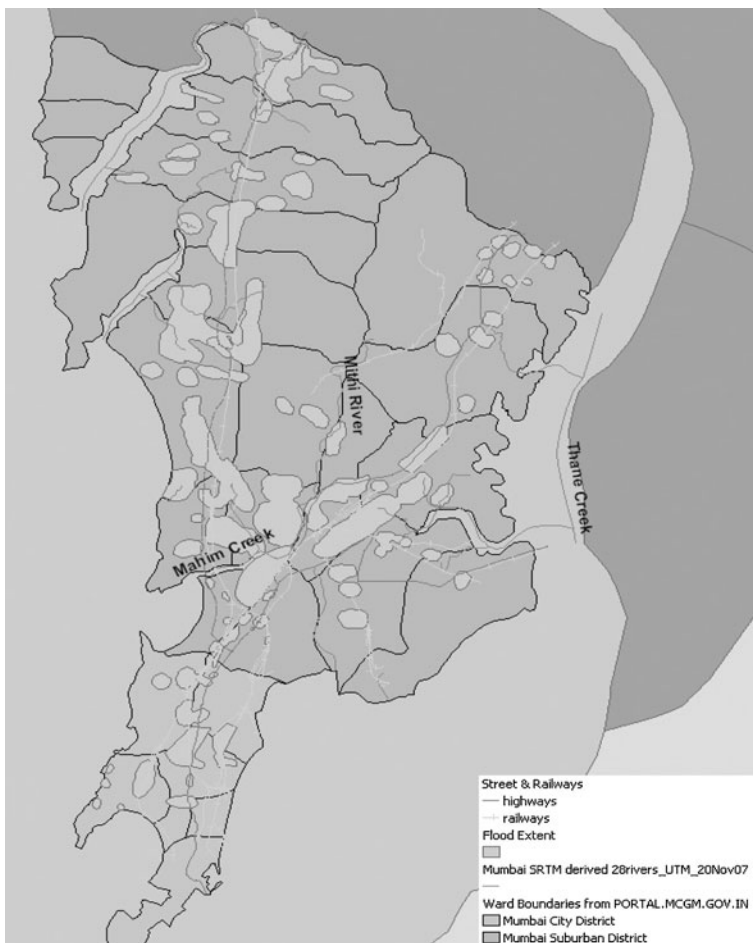 Mithi River
Thane Creek
Mahim Creek
Street & Railways
highways
railways
Flood Extent
Mumbai SRTM derived 28rivers_UTM_20Nov07
Ward Boundaries from PORTAL.MCGM.GOV.IN
Mumbai City District
Mumbai Suburban District